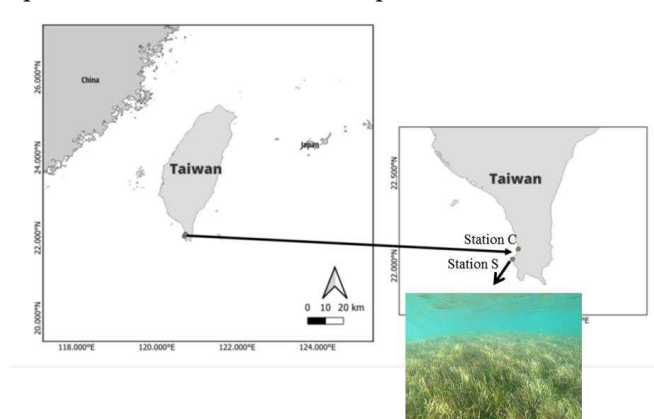 China
Japan
Taiwan
0 10 20 km
26.000°N
24.000°N
22.000°N
20.000°N
118.000°E
120.000°E
122.000°E
124.000°E
Taiwan
Station C
Station S
22.500°N
22.000°N
°E